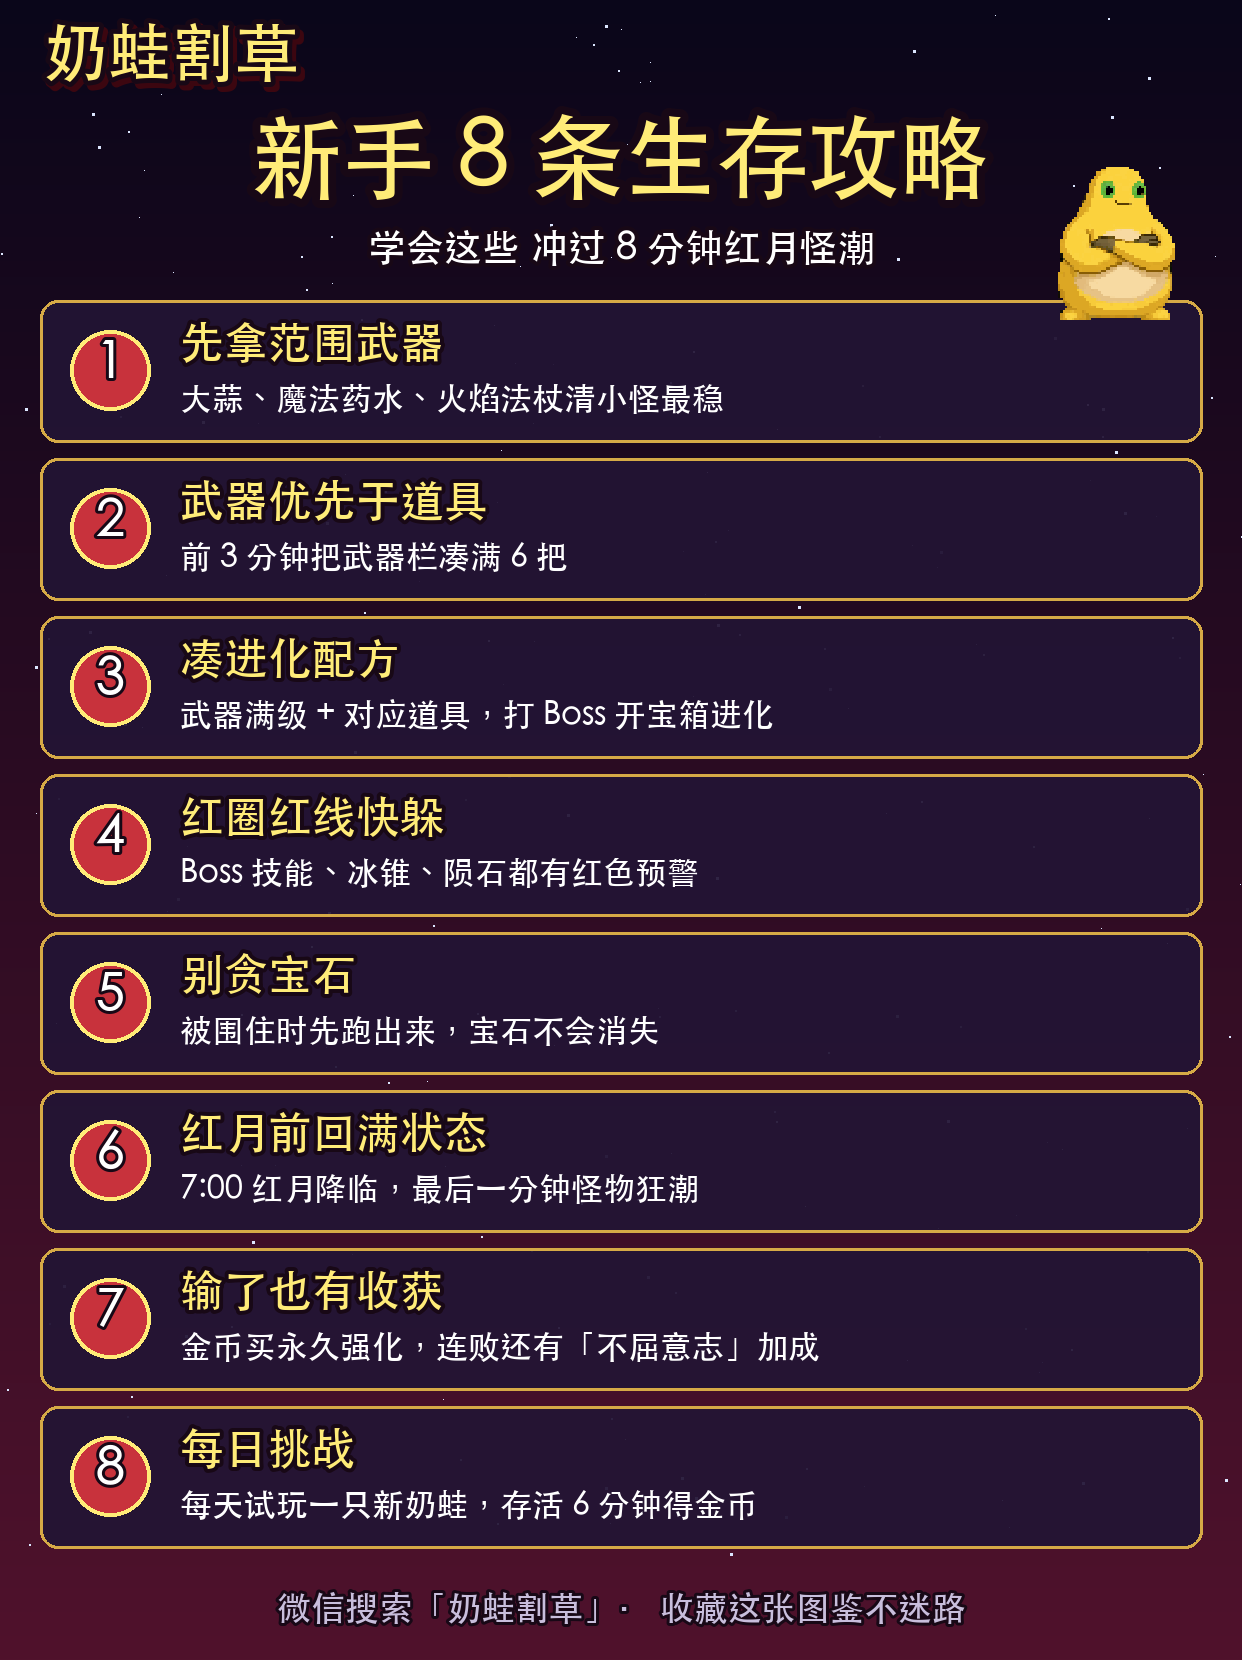 奶蛙割草
新手 8 条生存攻略
学会这些 冲过 8 分钟红月怪潮
1
先拿范围武器
大蒜、魔法药水、火焰法杖清小怪最稳
2
武器优先于道具
前 3 分钟把武器栏凑满 6 把
3
凑进化配方
武器满级 + 对应道具，打 Boss 开宝箱进化
4
红圈红线快躲
Boss 技能、冰锥、陨石都有红色预警
5
别贪宝石
被围住时先跑出来，宝石不会消失
6
红月前回满状态
7:00 红月降临，最后一分钟怪物狂潮
7
输了也有收获
金币买永久强化，连败还有「不屈意志」加成
8
每日挑战
每天试玩一只新奶蛙，存活 6 分钟得金币
微信搜索「奶蛙割草」· 收藏这张图鉴不迷路